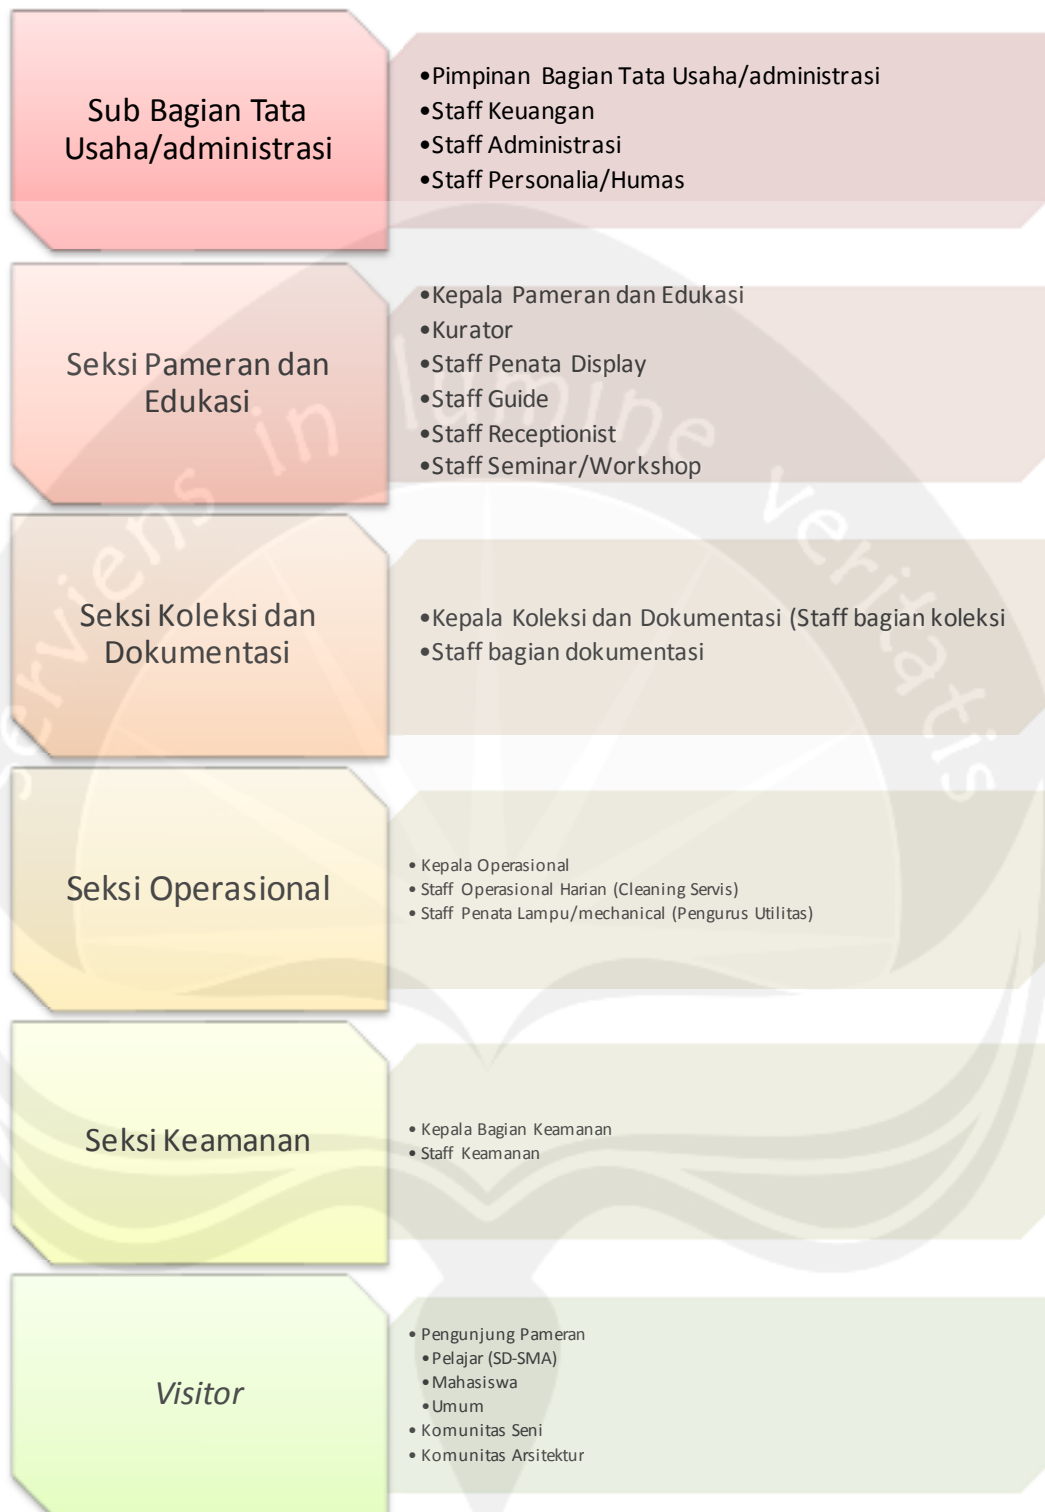 Sub Bagian Tata
Usaha/administrasi
•Pimpinan Bagian Tata Usaha/administrasi
•Staff Keuangan
•Staff Administrasi
•Staff Personalia/Humas
Seksi Pameran dan
Edukasi
•Kepala Pameran dan Edukasi
•Kurator
•Staff Penata Display
•Staff Guide
•Staff Receptionist
•Staff Seminar/Workshop
Seksi Koleksi dan
Dokumentasi
•Kepala Koleksi dan Dokumentasi (Staff bagian koleksi
•Staff bagian dokumentasi
Seksi Operasional
• Kepala Operasional
• Staff Operasional Harian (Cleaning Servis)
• Staff Penata Lampu/mechanical (Pengurus Utilitas)
Seksi Keamanan
• Kepala Bagian Keamanan
• Staff Keamanan
Visitor
• Pengunjung Pameran
•Pelajar (SD-SMA)
•Mahasiswa
•Umum
• Komunitas Seni
• Komunitas Arsitektur
serviens in lumine veritatis